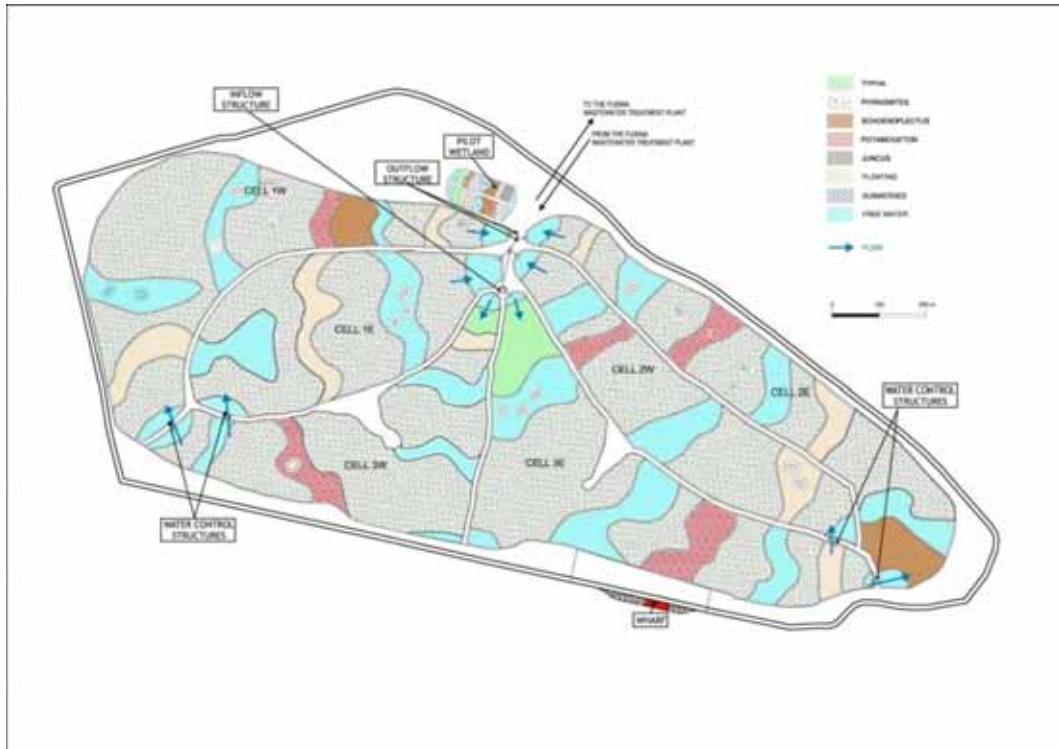 INFLOW
STRUCTURE
PILOT
WETLAND
OUTFLOW
STRUCTURE
TO THE FUSINA
WASTEWATER TREATMENT PLANT
FROM THE FUSINA
WASTEWATER TREATMENT PLANT
TYPHA
PHRAGMITES
SCHOENOPLECTUS
POTAMOGETON
JUNCUS
FLOATING
SUBMERGED
FREE WATER
FLOW
CELL 1W
CELL 1E
CELL 2W
CELL 2E
WATER CONTROL
STRUCTURES
CELL 3W
CELL 3E
WATER CONTROL
STRUCTURES
WHARF